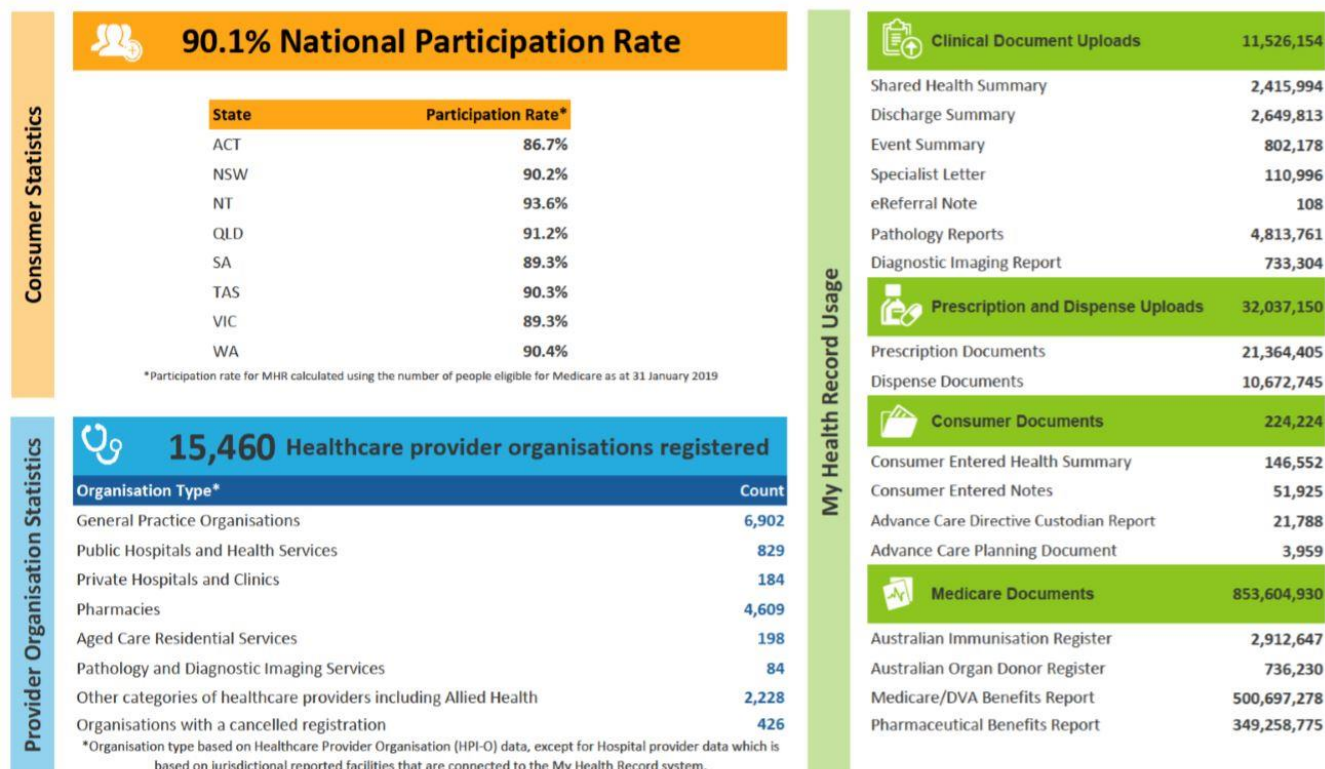 Consumer Statistics
90.1% National Participation Rate
State Participation Rate*
ACT 86.7%
NSW 90.2%
NT 93.6%
QLD 91.2%
SA 89.3%
TAS 90.3%
VIC 89.3%
WA 90.4%
*Participation rate for MHR calculated using the number of people eligible for Medicare as at 31 January 2019
Provider Organisation Statistics
15,460 Healthcare provider organisations registered
Organisation Type* Count
General Practice Organisations 6,902
Public Hospitals and Health Services 829
Private Hospitals and Clinics 184
Pharmacies 4,609
Aged Care Residential Services 198
Pathology and Diagnostic Imaging Services 84
Other categories of healthcare providers including Allied Health 2,228
Organisations with a cancelled registration 426
*Organisation type based on Healthcare Provider Organisation (HPI-O) data, except for Hospital provider data which is
based on jurisdictional reported facilities that are connected to the My Health Record system.
My Health Record Usage
Clinical Document Uploads 11,526,154
Shared Health Summary 2,415,994
Discharge Summary 2,649,813
Event Summary 802,178
Specialist Letter 110,996
eReferral Note 108
Pathology Reports 4,813,761
Diagnostic Imaging Report 733,304
Prescription and Dispense Uploads 32,037,150
Prescription Documents 21,364,405
Dispense Documents 10,672,745
Consumer Documents 224,224
Consumer Entered Health Summary 146,552
Consumer Entered Notes 51,925
Advance Care Directive Custodian Report 21,788
Advance Care Planning Document 3,959
Medicare Documents 853,604,930
Australian Immunisation Register 2,912,647
Australian Organ Donor Register 736,230
Medicare/DVA Benefits Report 500,697,278
Pharmaceutical Benefits Report 349,258,775